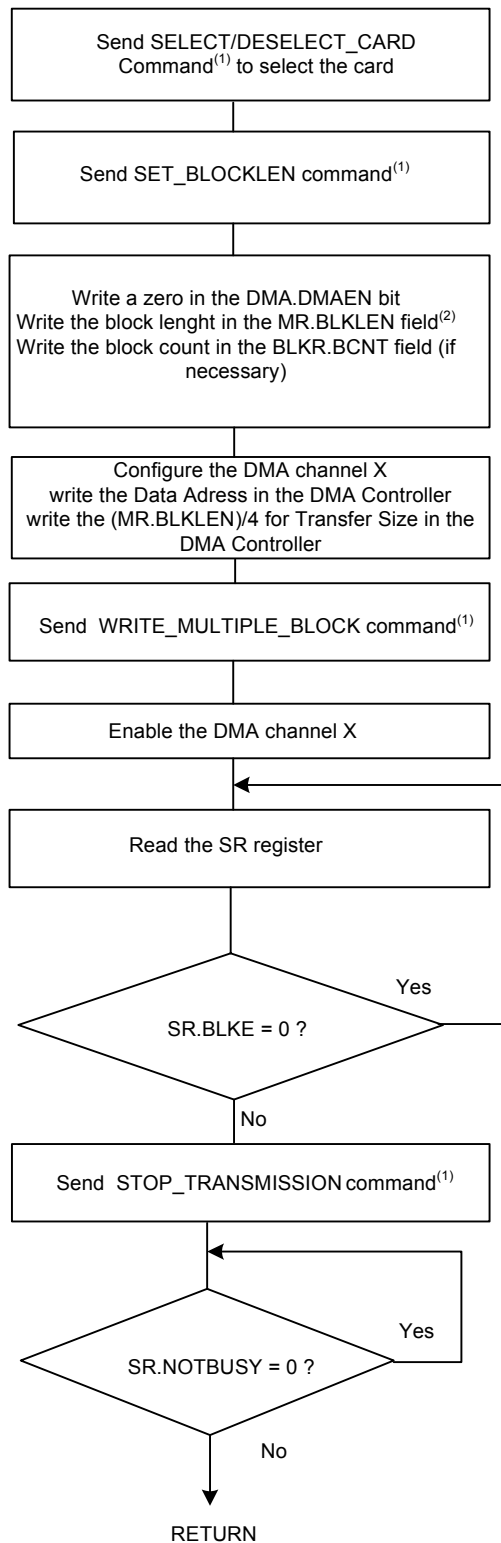 Send SELECT/DESELECT_CARD
Command(1) to select the card
Send SET_BLOCKLEN command(1)
Write a zero in the DMA.DMAEN bit
Write the block lenght in the MR.BLKLEN field(2)
Write the block count in the BLKR.BCNT field (if
necessary)
Configure the DMA channel X
write the Data Adress in the DMA Controller
write the (MR.BLKLEN)/4 for Transfer Size in the
DMA Controller
Send WRITE_MULTIPLE_BLOCK command(1)
Enable the DMA channel X
Read the SR register
Yes
SR.BLKE = 0 ?
No
Send STOP_TRANSMISSION command(1)
Yes
SR.NOTBUSY = 0 ?
No
RETURN